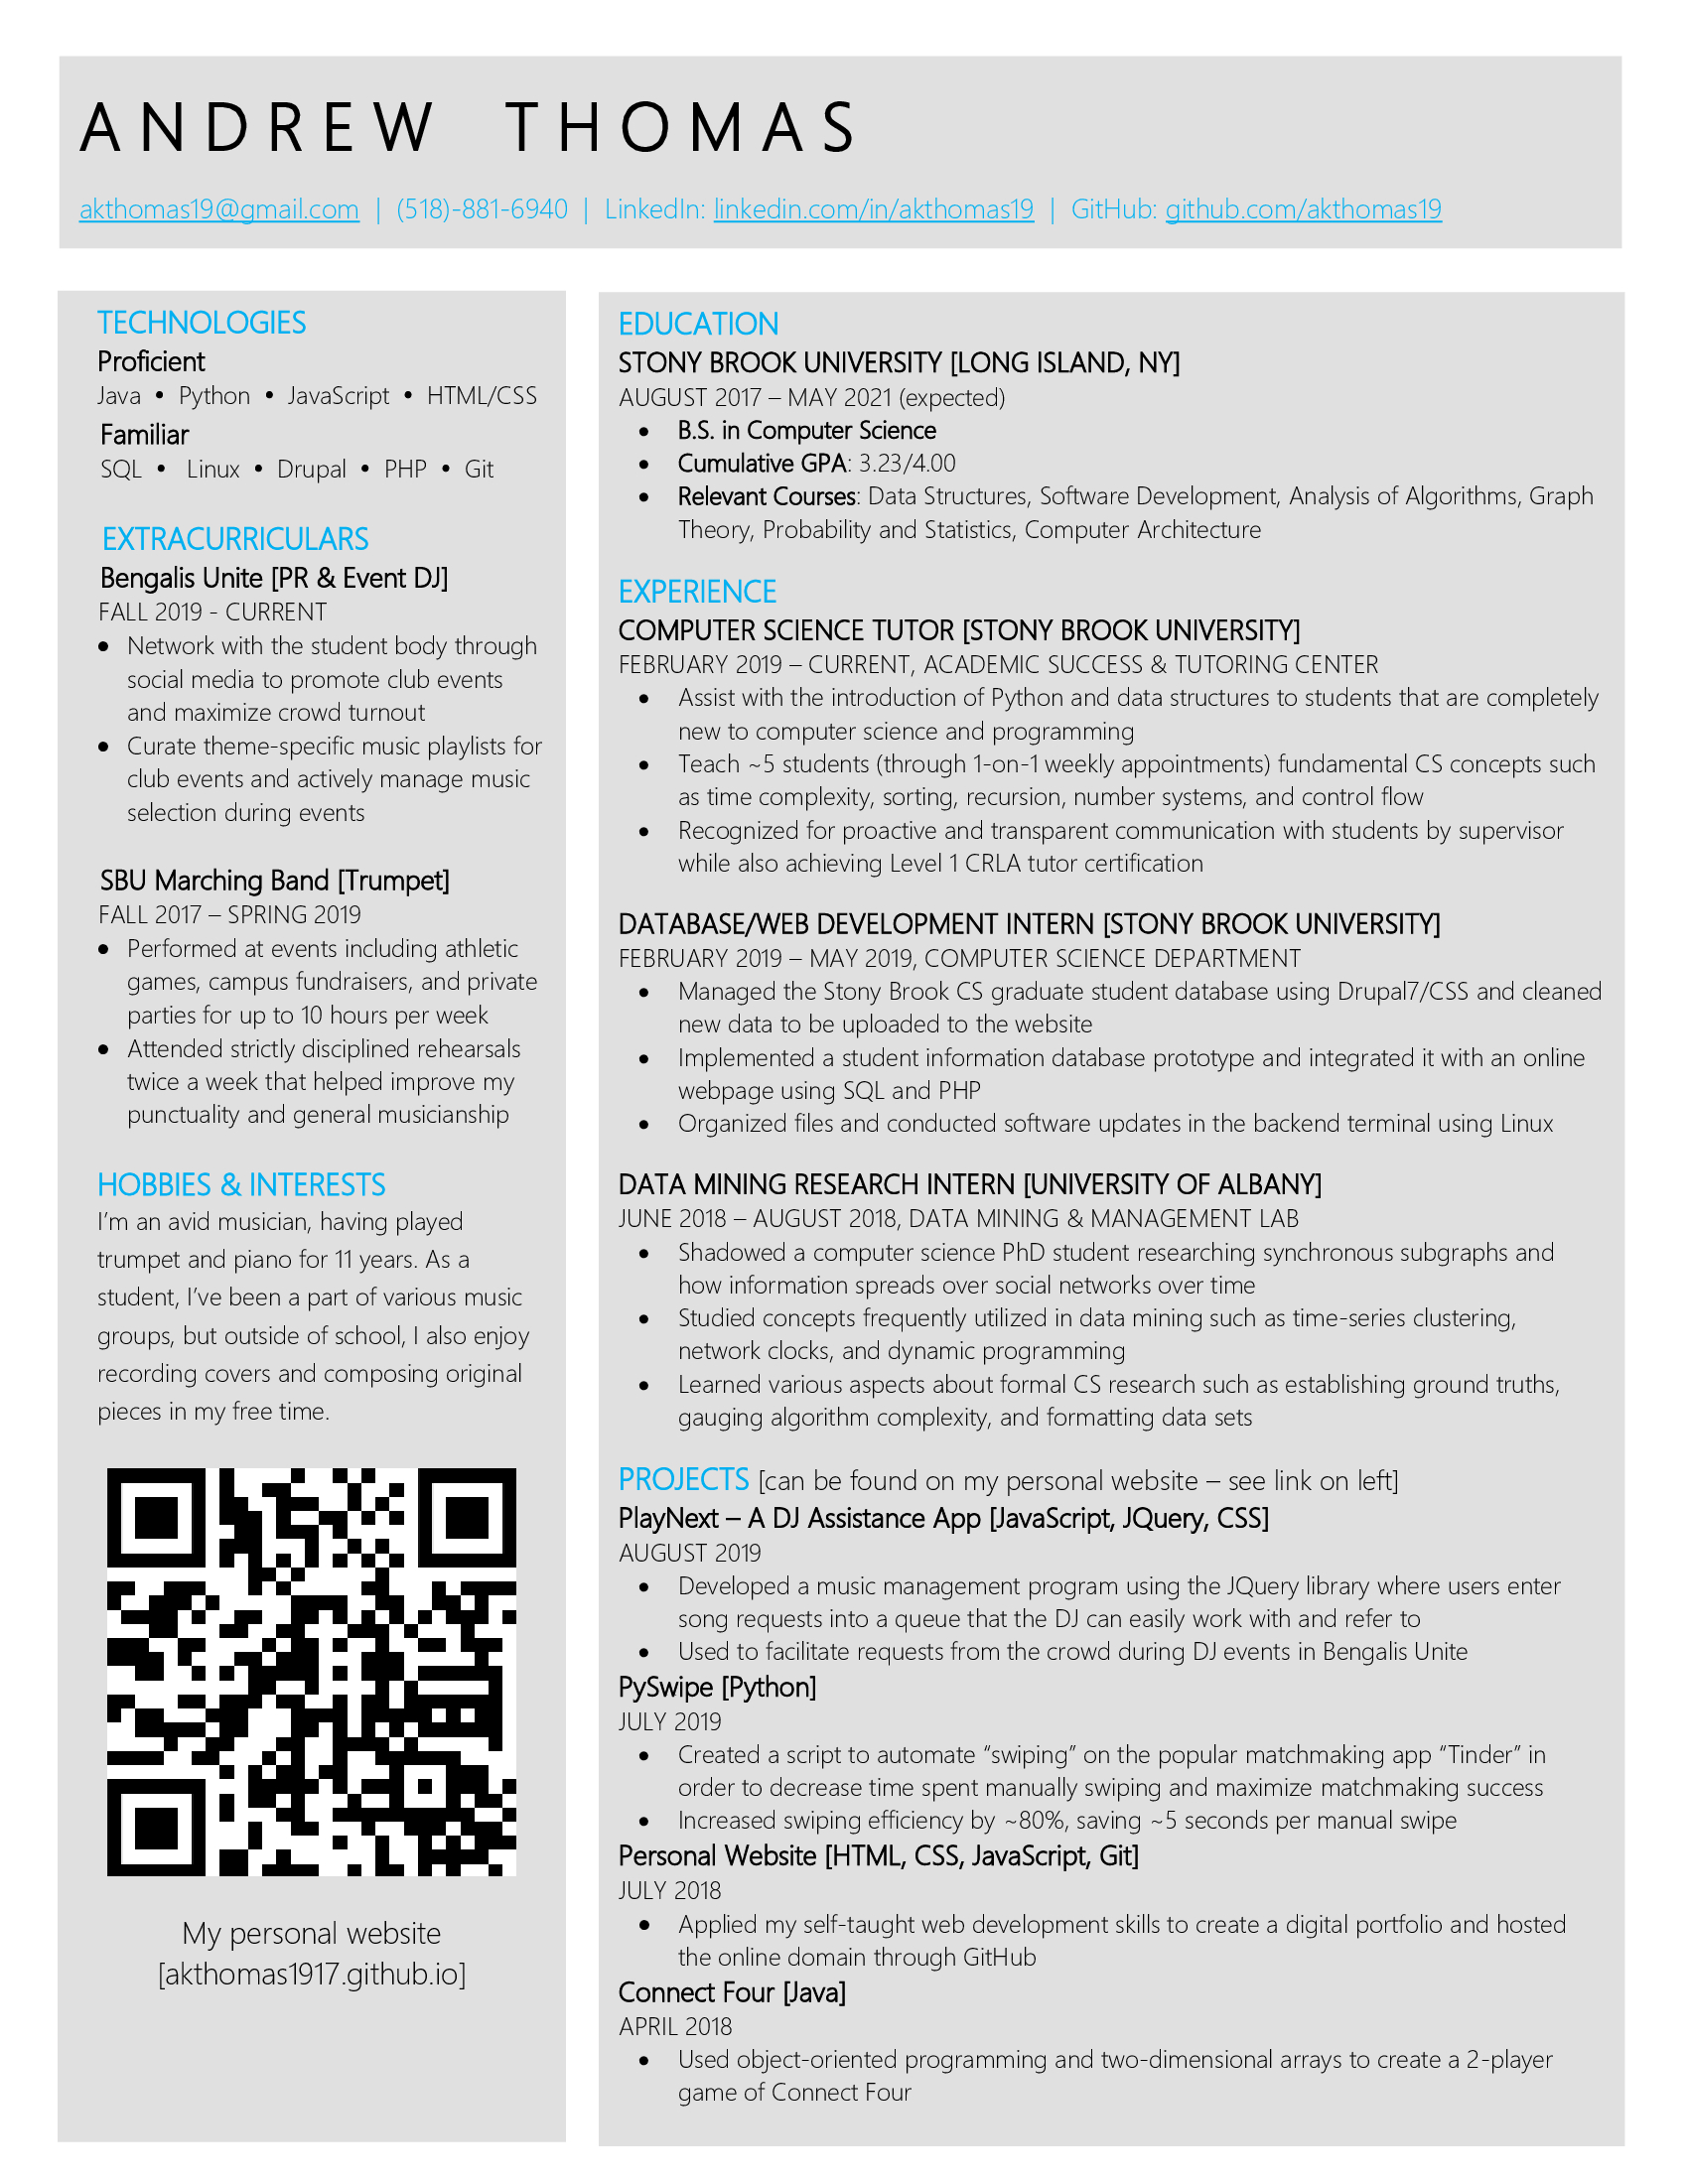 ANDREW THOMAS
akthomas19@gmail.com | (518)-881-6940 | LinkedIn: linkedin.com/in/akthomas19 | GitHub: github.com/akthomas19
TECHNOLOGIES
Proficient
Java • Python • JavaScript • HTML/CSS
Familiar
SQL • Linux • Drupal • PHP • Git
EXTRACURRICULARS
Bengalis Unite [PR & Event DJ]
FALL 2019 - CURRENT
• Network with the student body through
social media to promote club events
and maximize crowd turnout
• Curate theme-specific music playlists for
club events and actively manage music
selection during events
SBU Marching Band [Trumpet]
FALL 2017 – SPRING 2019
• Performed at events including athletic
games, campus fundraisers, and private
parties for up to 10 hours per week
• Attended strictly disciplined rehearsals
twice a week that helped improve my
punctuality and general musicianship
HOBBIES & INTERESTS
I’m an avid musician, having played
trumpet and piano for 11 years. As a
student, I’ve been a part of various music
groups, but outside of school, I also enjoy
recording covers and composing original
pieces in my free time.
My personal website
[akthomas1917.github.io]
EDUCATION
STONY BROOK UNIVERSITY [LONG ISLAND, NY]
AUGUST 2017 – MAY 2021 (expected)
• B.S. in Computer Science
• Cumulative GPA: 3.23/4.00
• Relevant Courses: Data Structures, Software Development, Analysis of Algorithms, Graph
Theory, Probability and Statistics, Computer Architecture
EXPERIENCE
COMPUTER SCIENCE TUTOR [STONY BROOK UNIVERSITY]
FEBRUARY 2019 – CURRENT, ACADEMIC SUCCESS & TUTORING CENTER
• Assist with the introduction of Python and data structures to students that are completely
new to computer science and programming
• Teach ~5 students (through 1-on-1 weekly appointments) fundamental CS concepts such
as time complexity, sorting, recursion, number systems, and control flow
• Recognized for proactive and transparent communication with students by supervisor
while also achieving Level 1 CRLA tutor certification
DATABASE/WEB DEVELOPMENT INTERN [STONY BROOK UNIVERSITY]
FEBRUARY 2019 – MAY 2019, COMPUTER SCIENCE DEPARTMENT
• Managed the Stony Brook CS graduate student database using Drupal7/CSS and cleaned
new data to be uploaded to the website
• Implemented a student information database prototype and integrated it with an online
webpage using SQL and PHP
• Organized files and conducted software updates in the backend terminal using Linux
DATA MINING RESEARCH INTERN [UNIVERSITY OF ALBANY]
JUNE 2018 – AUGUST 2018, DATA MINING & MANAGEMENT LAB
• Shadowed a computer science PhD student researching synchronous subgraphs and
how information spreads over social networks over time
• Studied concepts frequently utilized in data mining such as time-series clustering,
network clocks, and dynamic programming
• Learned various aspects about formal CS research such as establishing ground truths,
gauging algorithm complexity, and formatting data sets
PROJECTS [can be found on my personal website – see link on left]
PlayNext – A DJ Assistance App [JavaScript, JQuery, CSS]
AUGUST 2019
• Developed a music management program using the JQuery library where users enter
song requests into a queue that the DJ can easily work with and refer to
• Used to facilitate requests from the crowd during DJ events in Bengalis Unite
PySwipe [Python]
JULY 2019
• Created a script to automate “swiping” on the popular matchmaking app “Tinder” in
order to decrease time spent manually swiping and maximize matchmaking success
• Increased swiping efficiency by ~80%, saving ~5 seconds per manual swipe
Personal Website [HTML, CSS, JavaScript, Git]
JULY 2018
• Applied my self-taught web development skills to create a digital portfolio and hosted
the online domain through GitHub
Connect Four [Java]
APRIL 2018
• Used object-oriented programming and two-dimensional arrays to create a 2-player
game of Connect Four